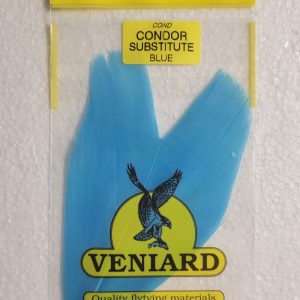 COND
CONDOR
SUBSTITUTE
BLUE
VENIARD
Quality flytying materials